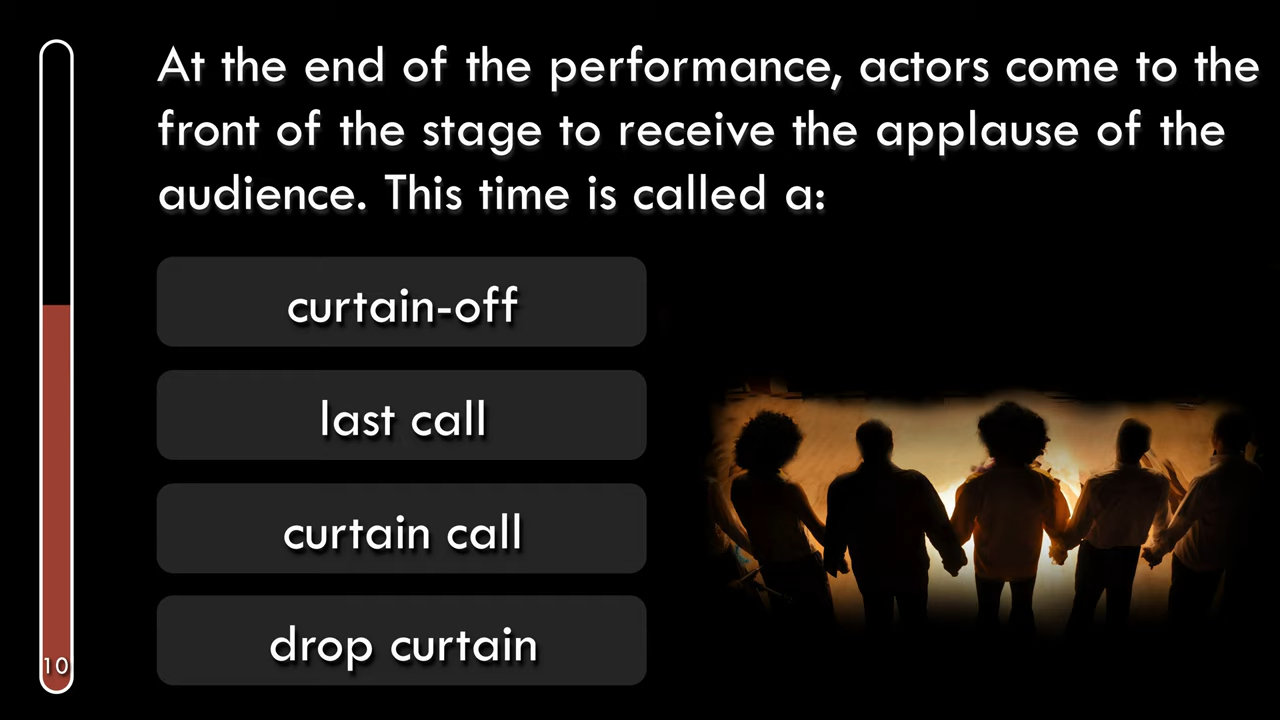 At the end of the performance, actors come to the
front of the stage to receive the applause of the
audience. This time is called a:
curtain-off
last call
curtain call
drop curtain
10